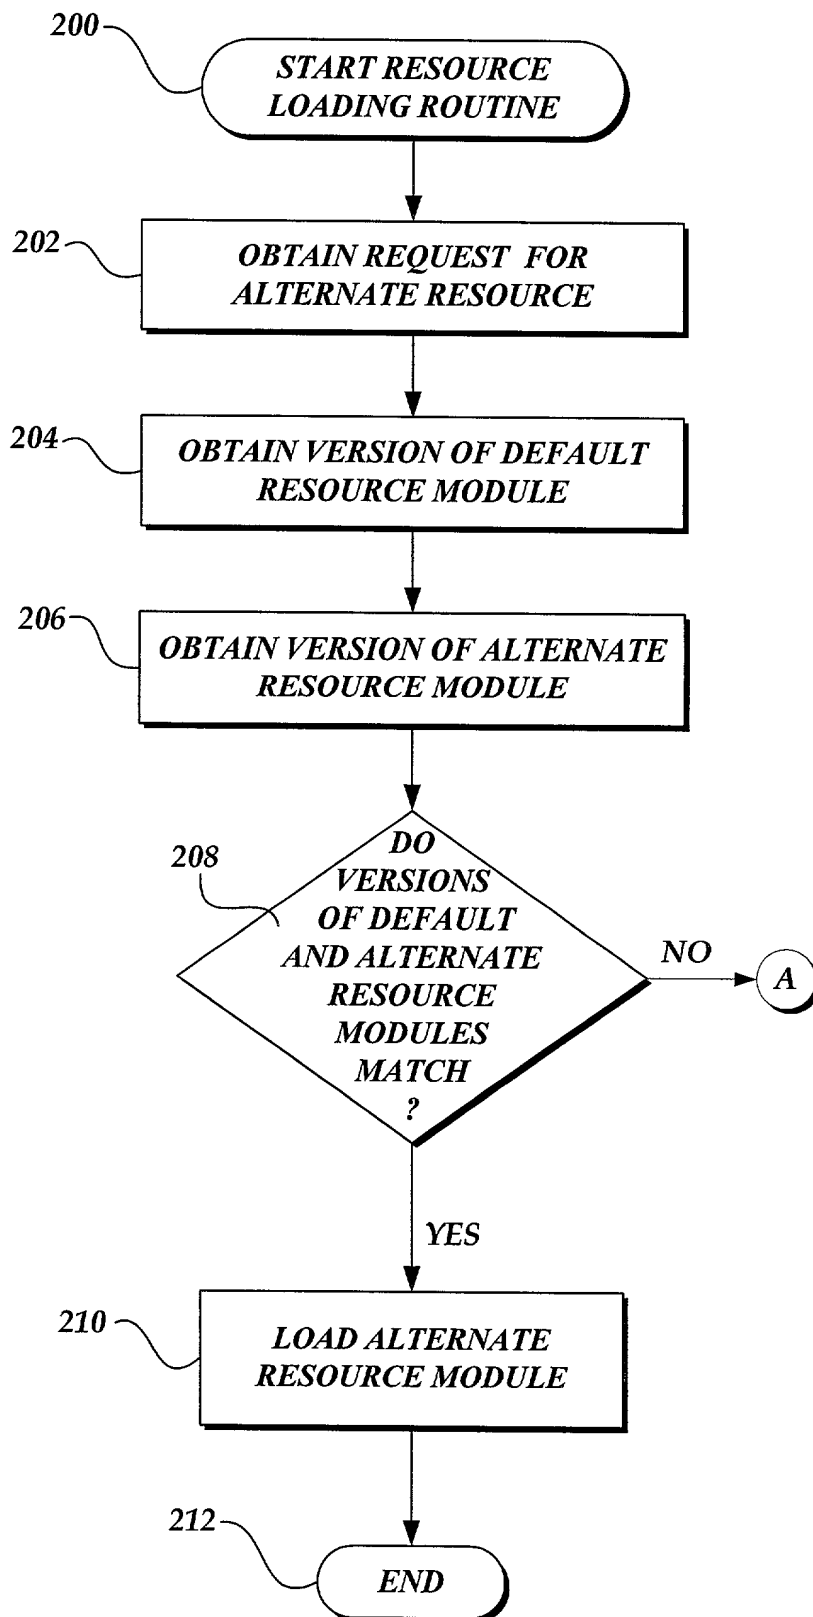 200
START RESOURCE
LOADING ROUTINE
202
OBTAIN REQUEST FOR
ALTERNATE RESOURCE
204
OBTAIN VERSION OF DEFAULT
RESOURCE MODULE
206
OBTAIN VERSION OF ALTERNATE
RESOURCE MODULE
208
DO
VERSIONS
OF DEFAULT
AND ALTERNATE
RESOURCE
MODULES
MATCH
?
NO
A
YES
210
LOAD ALTERNATE
RESOURCE MODULE
212
END